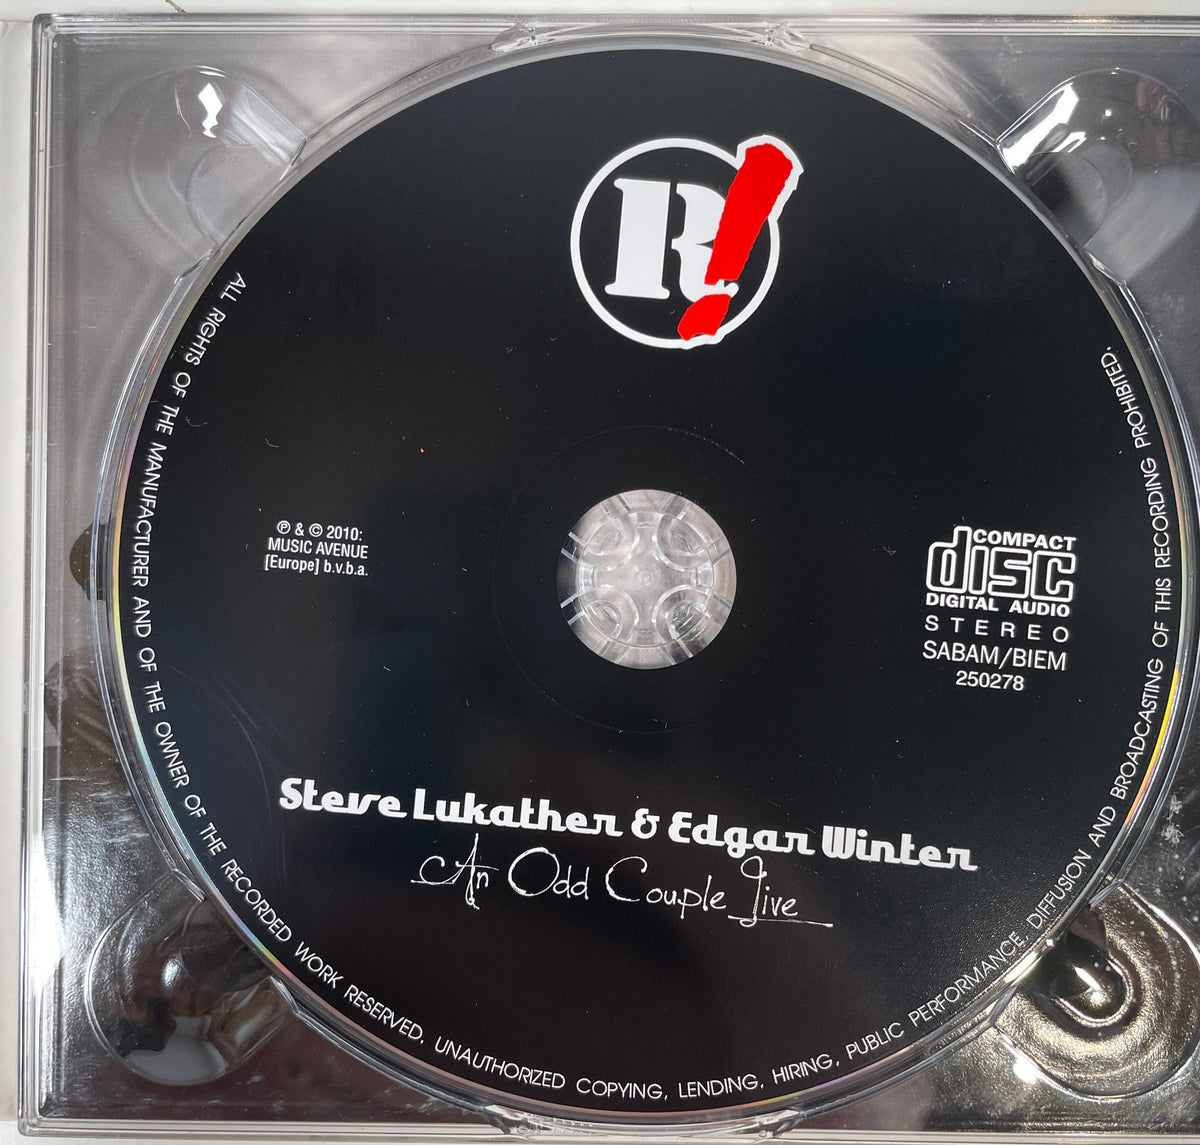 R!
℗ & © 2010:
MUSIC AVENUE
[Europe] b.v.b.a.
COMPACT
disc
DIGITAL AUDIO
STEREO
SABAM/BIEM
250278
Steve Lukather & Edgar Winter
An Odd Couple Live
ALL RIGHTS OF THE MANUFACTURER AND OF THE OWNER OF THE RECORDED WORK RESERVED. UNAUTHORIZED COPYING, LENDING, HIRING, PUBLIC PERFORMANCE, DIFFUSION AND BROADCASTING OF THIS RECORDING PROHIBITED.